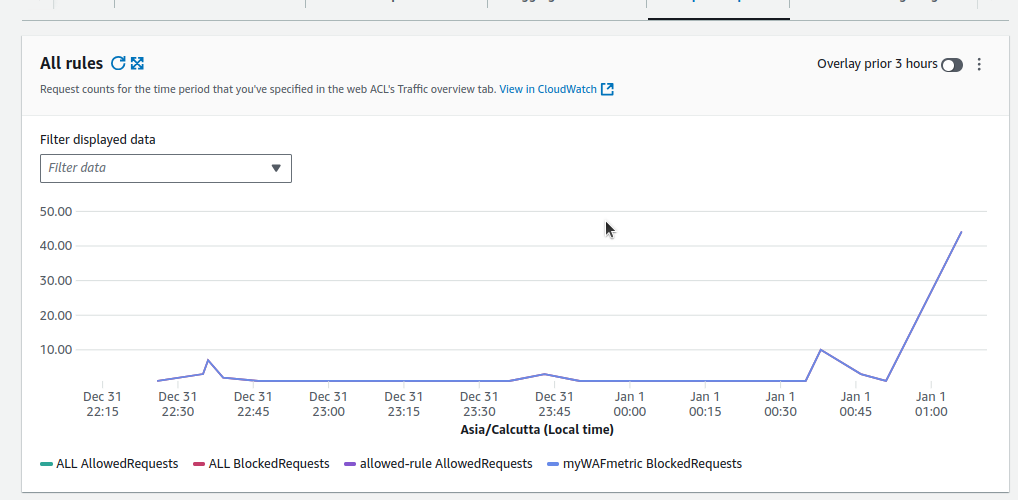 All rules
Overlay prior 3 hours
Request counts for the time period that you've specified in the web ACL's Traffic overview tab. View in CloudWatch
Filter displayed data
Filter data
50.00
40.00
30.00
20.00
10.00
Dec 31 Dec 31 Dec 31 Dec 31 Dec 31 Dec 31 Dec 31 Jan 1 Jan 1 Jan 1 Jan 1 Jan 1
22:15 22:30 22:45 23:00 23:15 23:30 23:45 00:00 00:15 00:30 00:45 01:00
Asia/Calcutta (Local time)
ALL AllowedRequests ALL BlockedRequests allowed-rule AllowedRequests myWAFmetric BlockedRequests